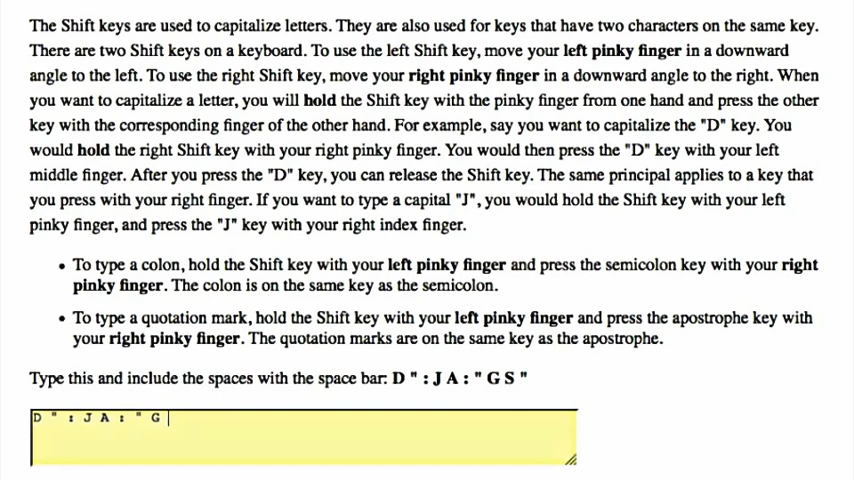 The Shift keys are used to capitalize letters. They are also used for keys that have two characters on the same key.
There are two Shift keys on a keyboard. To use the left Shift key, move your left pinky finger in a downward
angle to the left. To use the right Shift key, move your right pinky finger in a downward angle to the right. When
you want to capitalize a letter, you will hold the Shift key with the pinky finger from one hand and press the other
key with the corresponding finger of the other hand. For example, say you want to capitalize the "D" key. You
would hold the right Shift key with your right pinky finger. You would then press the "D" key with your left
middle finger. After you press the "D" key, you can release the Shift key. The same principal applies to a key that
you press with your right finger. If you want to type a capital "J", you would hold the Shift key with your left
pinky finger, and press the "J" key with your right index finger.
• To type a colon, hold the Shift key with your left pinky finger and press the semicolon key with your right
pinky finger. The colon is on the same key as the semicolon.
• To type a quotation mark, hold the Shift key with your left pinky finger and press the apostrophe key with
your right pinky finger. The quotation marks are on the same key as the apostrophe.
Type this and include the spaces with the space bar: D " : J A : " G S "
D " : J A : " G